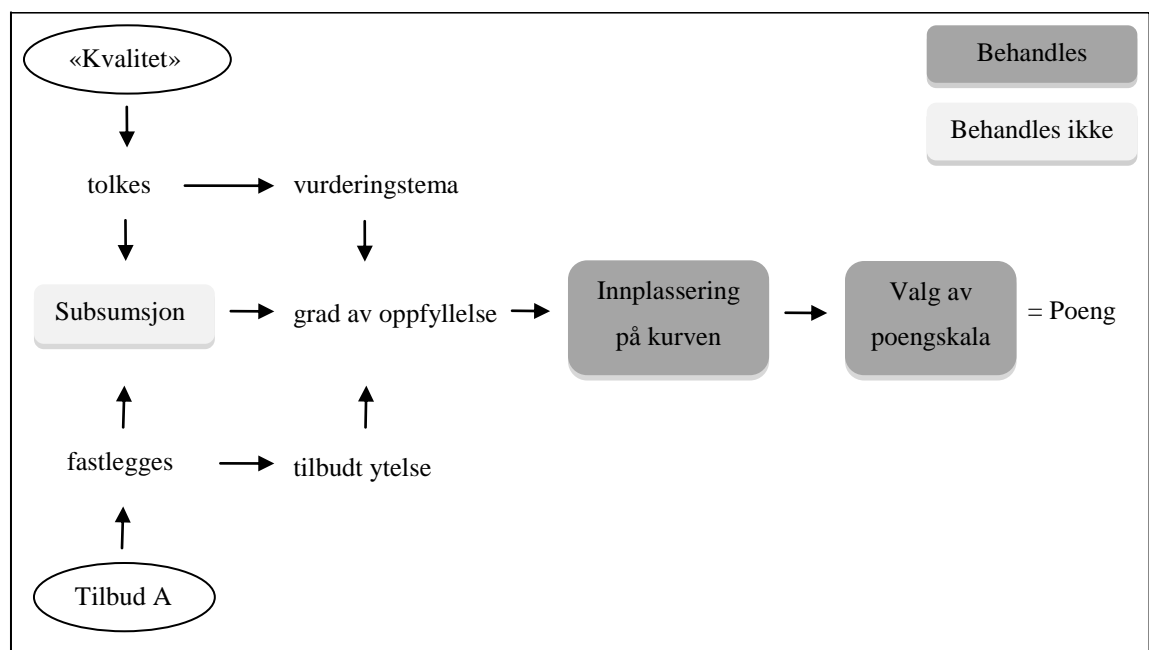 «Kvalitet»
Behandles
Behandles ikke
tolkes
vurderingstema
Subsumsjon
grad av oppfyllelse
Innplassering
på kurven
Valg av
poengskala
= Poeng
fastlegges
tilbudt ytelse
Tilbud A